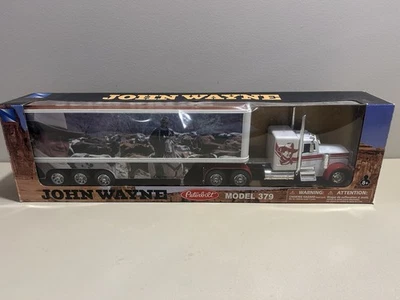 JOHN WAYNE
JOHN WAYNE Peterbilt MODEL 379 WARNING: ATTENTION: